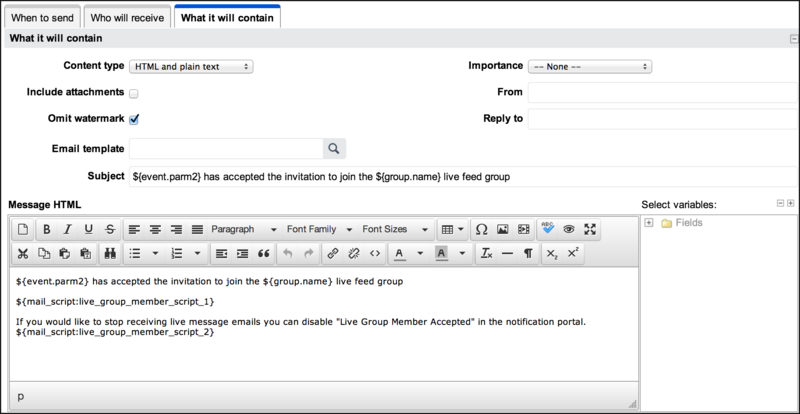 When to send
Who will receive
What it will contain
What it will contain
Content type
HTML and plain text
Importance
-- None --
Include attachments
From
Omit watermark
Reply to
Email template
Subject
${event.parm2} has accepted the invitation to join the ${group.name} live feed group
Message HTML
Select variables:
B I U S
Paragraph
Font Family
Font Sizes
Ω
ABC
Fields
A
A
Tx
x₂
x²
${event.parm2} has accepted the invitation to join the ${group.name} live feed group
${mail_script:live_group_member_script_1}
If you would like to stop receiving live message emails you can disable "Live Group Member Accepted" in the notification portal.
${mail_script:live_group_member_script_2}
p